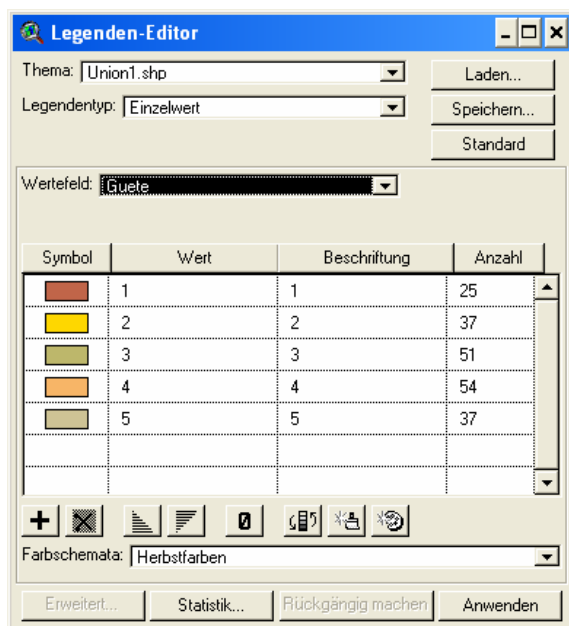 Legenden-Editor
Thema: Union1.shp
Laden...
Legendentyp: Einzelwert
Speichern...
Standard
Wertefeld: Guete
Symbol Wert Beschriftung Anzahl
1 1 25
2 2 37
3 3 51
4 4 54
5 5 37
0
Farbschemata: Herbstfarben
Erweitert... Statistik... Rückgängig machen Anwenden